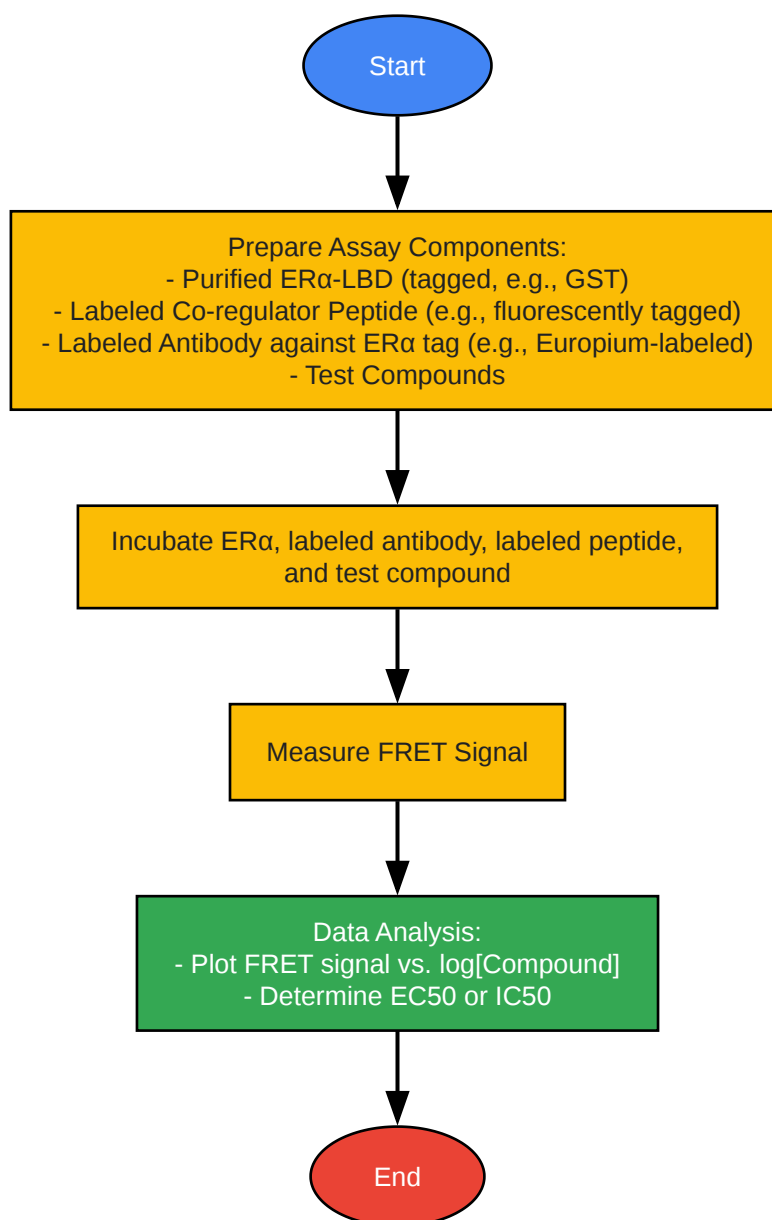 Start
Prepare Assay Components:
- Purified ERα-LBD (tagged, e.g., GST)
- Labeled Co-regulator Peptide (e.g., fluorescently tagged)
- Labeled Antibody against ERα tag (e.g., Europium-labeled)
- Test Compounds
Incubate ERα, labeled antibody, labeled peptide,
and test compound
Measure FRET Signal
Data Analysis:
- Plot FRET signal vs. log[Compound]
- Determine EC50 or IC50
End